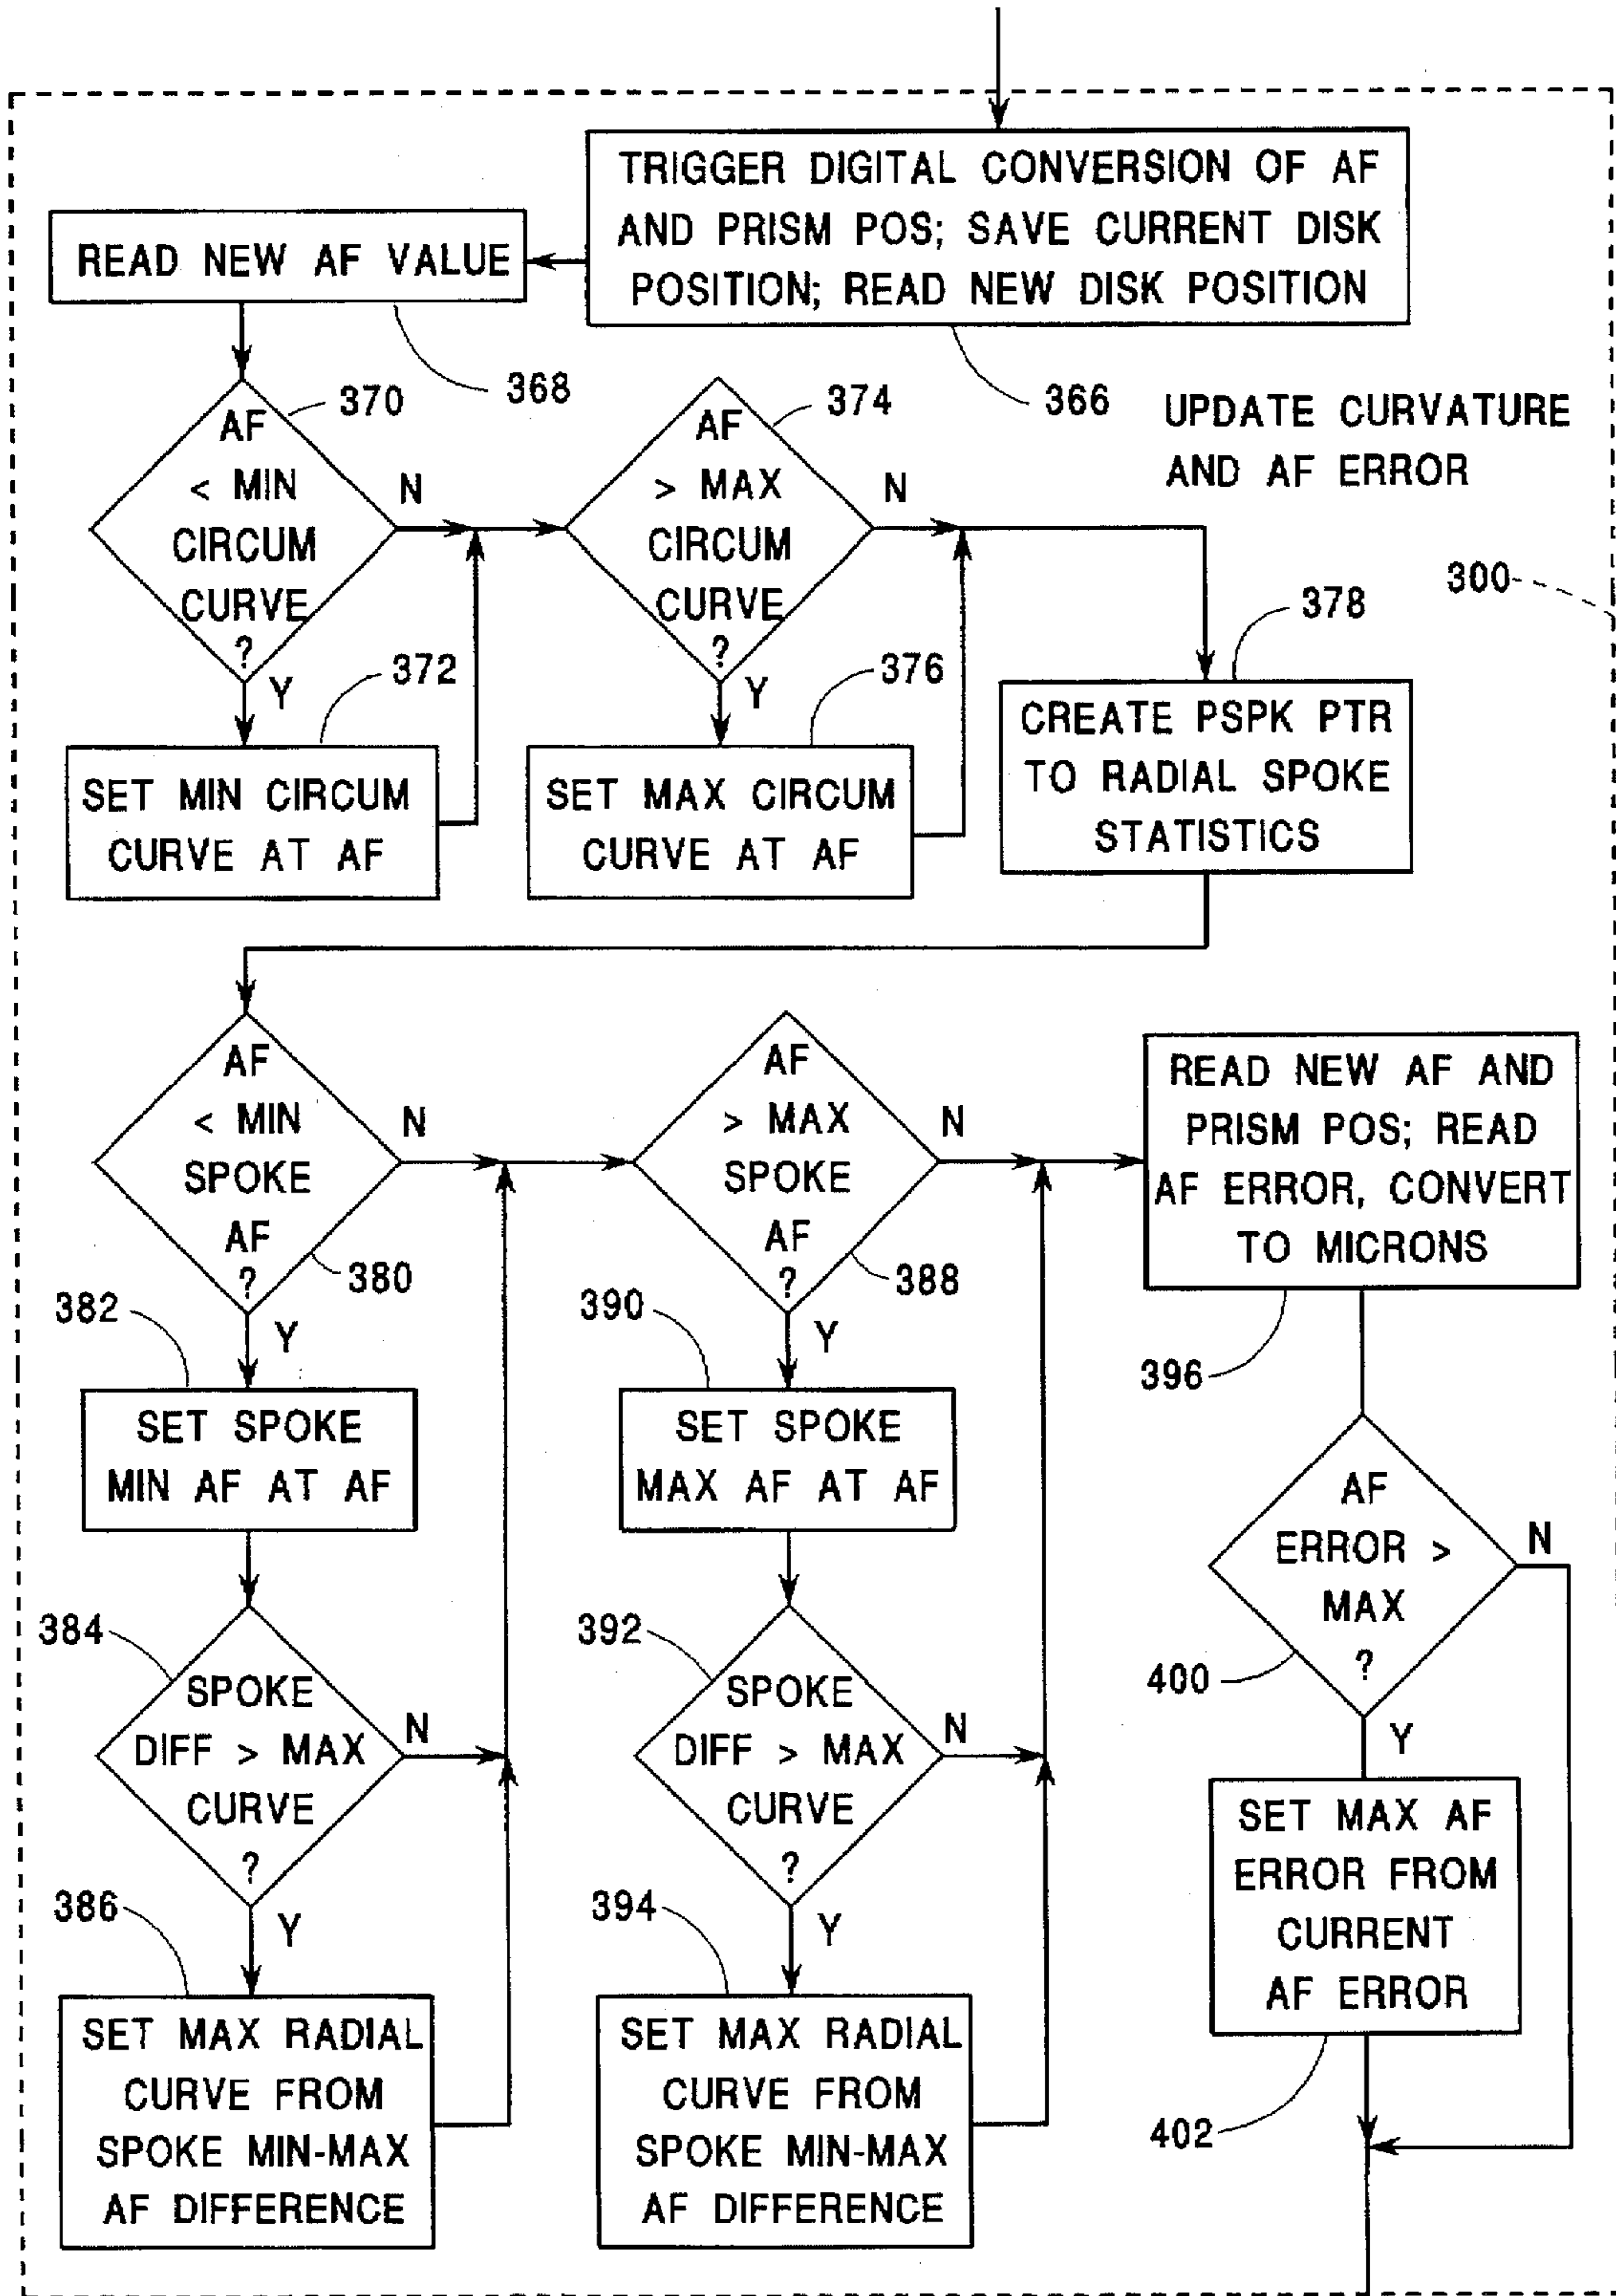 TRIGGER DIGITAL CONVERSION OF AF
AND PRISM POS; SAVE CURRENT DISK
POSITION; READ NEW DISK POSITION
366
READ NEW AF VALUE
368
UPDATE CURVATURE
AND AF ERROR
300
AF
< MIN
CIRCUM
CURVE
?
370
N
Y
372
SET MIN CIRCUM
CURVE AT AF
AF
> MAX
CIRCUM
CURVE
?
374
N
Y
376
SET MAX CIRCUM
CURVE AT AF
378
CREATE PSPK PTR
TO RADIAL SPOKE
STATISTICS
AF
< MIN
SPOKE
AF
?
380
N
Y
382
SET SPOKE
MIN AF AT AF
384
SPOKE
DIFF > MAX
CURVE
?
N
Y
386
SET MAX RADIAL
CURVE FROM
SPOKE MIN-MAX
AF DIFFERENCE
AF
> MAX
SPOKE
AF
?
388
N
Y
390
SET SPOKE
MAX AF AT AF
392
SPOKE
DIFF > MAX
CURVE
?
N
Y
394
SET MAX RADIAL
CURVE FROM
SPOKE MIN-MAX
AF DIFFERENCE
READ NEW AF AND
PRISM POS; READ
AF ERROR, CONVERT
TO MICRONS
396
AF
ERROR >
MAX
?
400
N
Y
SET MAX AF
ERROR FROM
CURRENT
AF ERROR
402